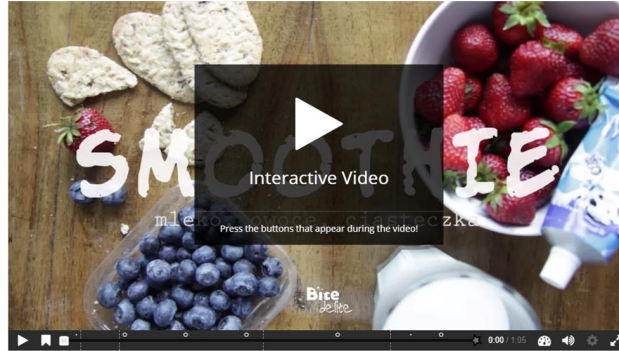 SMOOTHIE
Interactive Video
mleko, owoce, ciasteczka
Press the buttons that appear during the video!
Bice
de lite
0:00 / 1:05